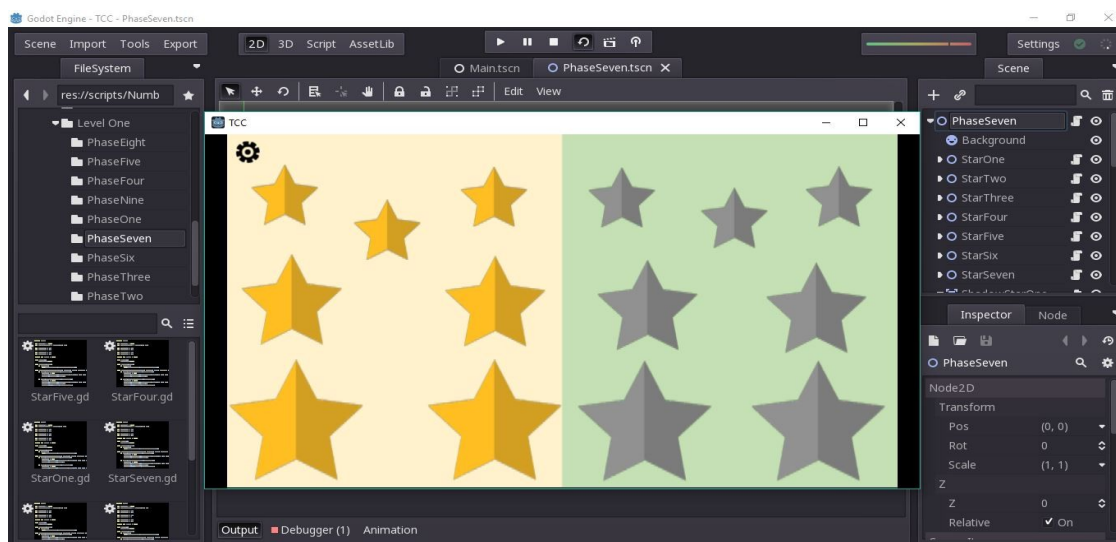 Godot Engine - TCC - PhaseSeven.tscn
Scene Import Tools Export
2D 3D Script AssetLib
Settings
FileSystem
Main.tscn PhaseSeven.tscn
Scene
res://scripts/Numb
Edit View
Level One
PhaseEight
PhaseFive
PhaseFour
PhaseNine
PhaseOne
PhaseSeven
PhaseSix
PhaseThree
PhaseTwo
StarFive.gd StarFour.gd
StarOne.gd StarSeven.gd
TCC
Output Debugger (1) Animation
PhaseSeven
Background
StarOne
StarTwo
StarThree
StarFour
StarFive
StarSix
StarSeven
ShadowStarOne
Inspector Node
PhaseSeven
Node2D
Transform
Pos (0, 0)
Rot 0
Scale (1, 1)
Z
Z 0
Relative On